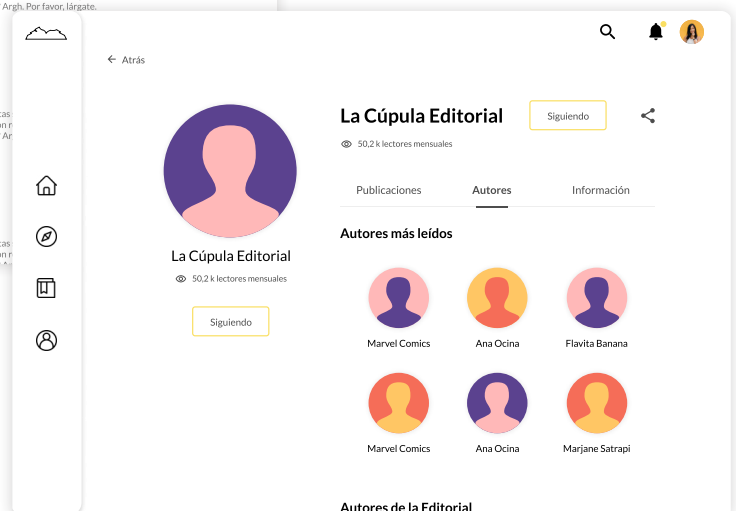 Argh. Por favor, lárgate.
Atrás
La Cúpula Editorial
Siguiendo
50,2 k lectores mensuales
Publicaciones
Autores
Información
La Cúpula Editorial
50,2 k lectores mensuales
Siguiendo
Autores más leídos
Marvel Comics
Ana Ocina
Flavita Banana
Marvel Comics
Ana Ocina
Marjane Satrapi
Autores de la Editorial